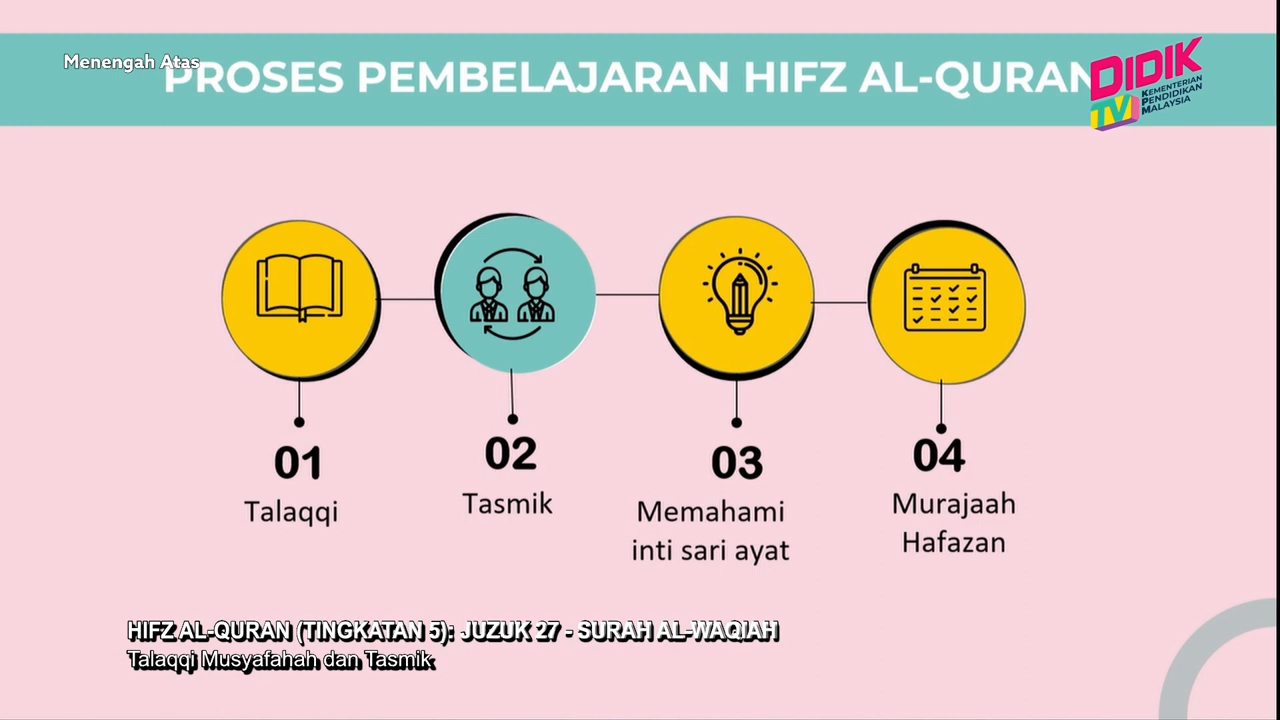 Menengah Atas
PROSES PEMBELAJARAN HIFZ AL-QURAN
DIDIK
TV
KEMENTERIAN
PENDIDIKAN
MALAYSIA
01
Talaqqi
02
Tasmik
03
Memahami
inti sari ayat
04
Murajaah
Hafazan
HIFZ AL-QURAN (TINGKATAN 5): JUZUK 27 - SURAH AL-WAQIAH
Talaqqi Musyafahah dan Tasmik